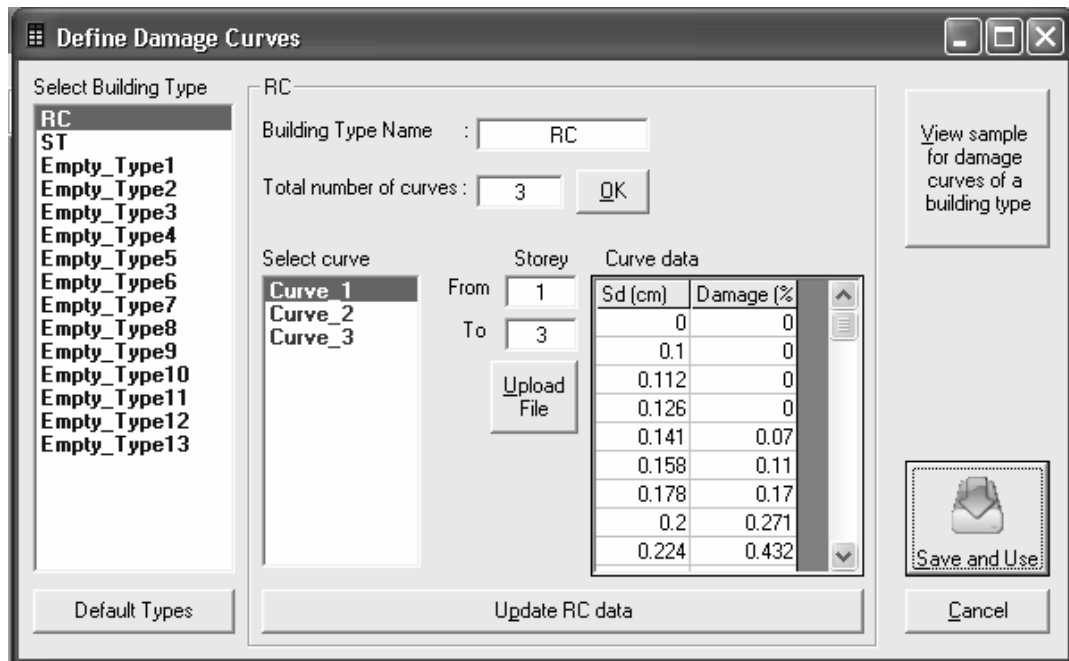 Define Damage Curves
Select Building Type
RC
ST
Empty_Type1
Empty_Type2
Empty_Type3
Empty_Type4
Empty_Type5
Empty_Type6
Empty_Type7
Empty_Type8
Empty_Type9
Empty_Type10
Empty_Type11
Empty_Type12
Empty_Type13
Default Types
RC
Building Type Name : RC
Total number of curves : 3 OK
Select curve
Curve_1
Curve_2
Curve_3
Storey
From 1
To 3
Upload
File
Curve data
Sd (cm) Damage (%
0 0
0.1 0
0.112 0
0.126 0
0.141 0.07
0.158 0.11
0.178 0.17
0.2 0.271
0.224 0.432
Update RC data
View sample
for damage
curves of a
building type
Save and Use
Cancel